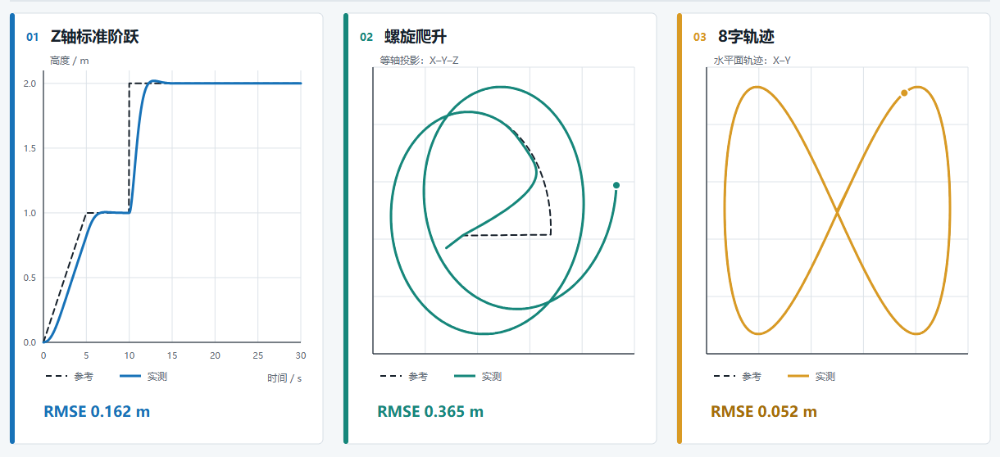 01 Z轴标准阶跃
高度 / m
2.0
1.5
1.0
0.5
0.0
0 5 10 15 20 25 30
参考 实测 时间 / s
RMSE 0.162 m
02 螺旋爬升
等轴投影：X–Y–Z
参考 实测
RMSE 0.365 m
03 8字轨迹
水平面轨迹：X–Y
参考 实测
RMSE 0.052 m